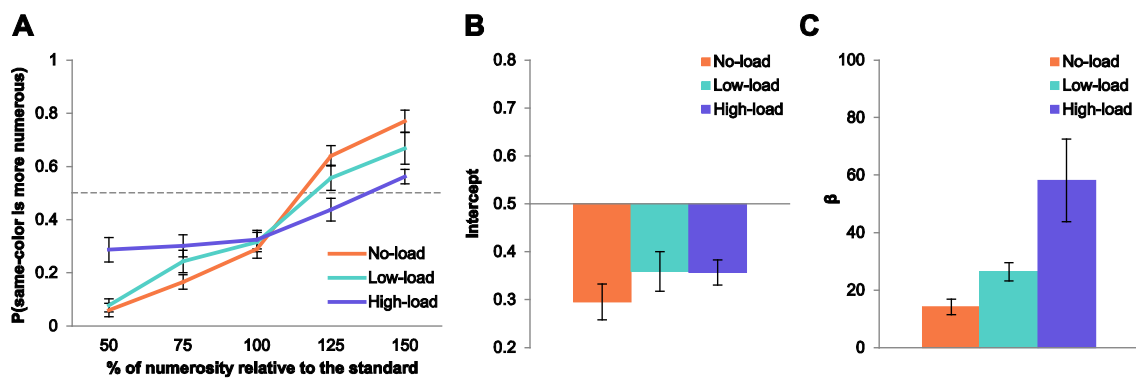 A
P(same-color is more numerous)
1
0.8
0.6
0.4
0.2
0
50
75
100
125
150
% of numerosity relative to the standard
No-load
Low-load
High-load
B
Intercept
0.8
0.7
0.6
0.5
0.4
0.3
0.2
No-load
Low-load
High-load
C
β
100
80
60
40
20
0
No-load
Low-load
High-load